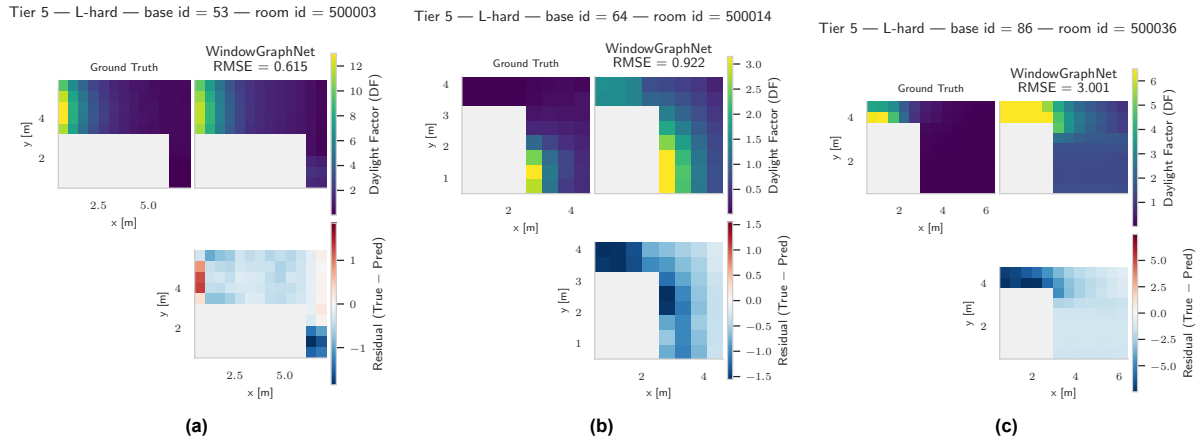 Tier 5 — L-hard — base id = 53 — room id = 500003
Ground Truth
WindowGraphNet
RMSE = 0.615
y [m]
4
2
2.5
5.0
x [m]
12
10
8
6
4
2
Daylight Factor (DF)
y [m]
4
2
2.5
5.0
x [m]
1
0
−1
Residual (True − Pred)
(a)
Tier 5 — L-hard — base id = 64 — room id = 500014
Ground Truth
WindowGraphNet
RMSE = 0.922
y [m]
4
3
2
1
2
4
x [m]
3.0
2.5
2.0
1.5
1.0
0.5
Daylight Factor (DF)
y [m]
4
3
2
1
2
4
x [m]
1.5
1.0
0.5
0.0
−0.5
−1.0
−1.5
Residual (True − Pred)
(b)
Tier 5 — L-hard — base id = 86 — room id = 500036
Ground Truth
WindowGraphNet
RMSE = 3.001
y [m]
4
2
2
4
6
x [m]
6
5
4
3
2
1
Daylight Factor (DF)
y [m]
4
2
2
4
6
x [m]
5.0
2.5
0.0
−2.5
−5.0
Residual (True − Pred)
(c)